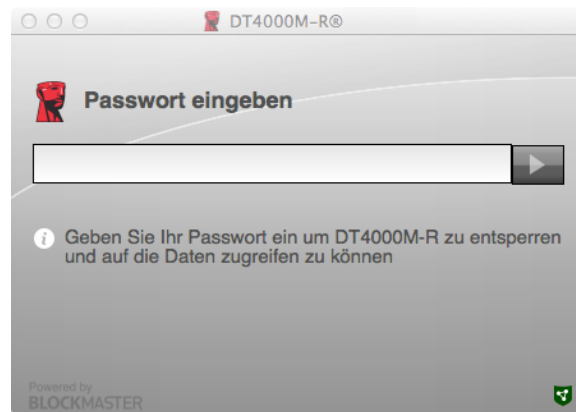 DT4000M-R®
Passwort eingeben
Geben Sie Ihr Passwort ein um DT4000M-R zu entsperren
und auf die Daten zugreifen zu können
Powered by
BLOCKMASTER